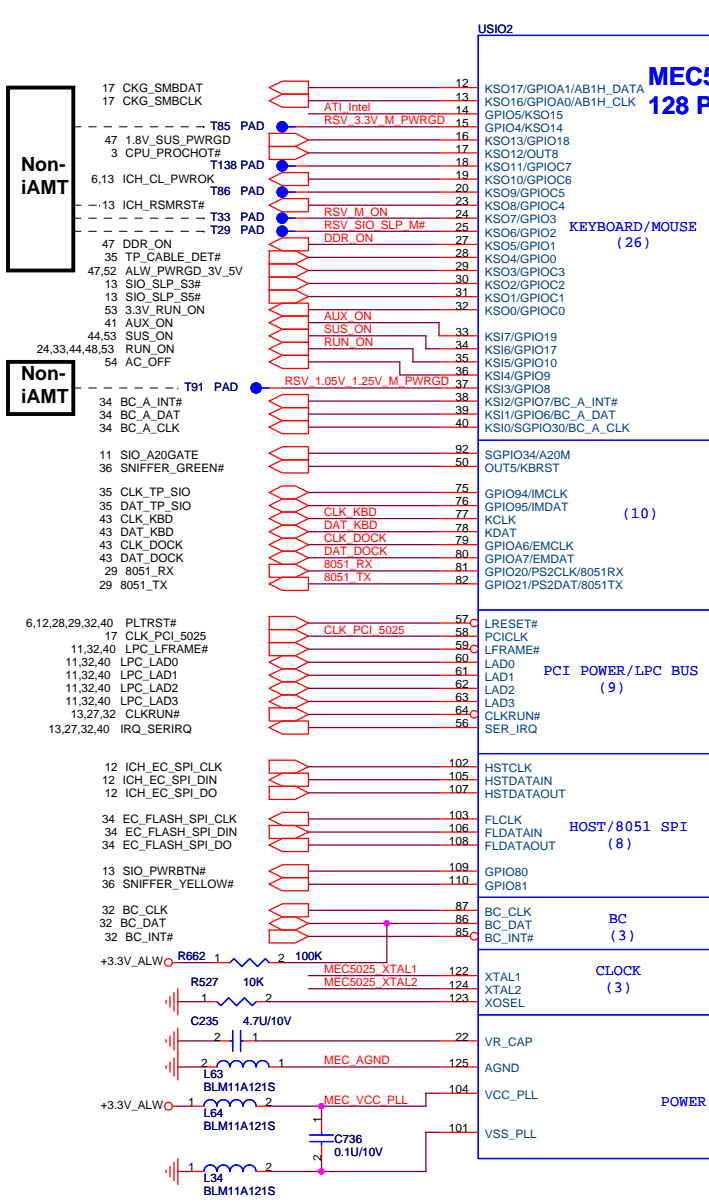 USIO2
MEC5
128 P
Non-
iAMT
17 CKG_SMBDAT 12 KSO17/GPIOA1/AB1H_DATA
17 CKG_SMBCLK 13 KSO16/GPIOA0/AB1H_CLK
ATI_Intel 14 GPIO5/KSO15
T85 PAD RSV_3.3V_M_PWRGD 15 GPIO4/KSO14
47 1.8V_SUS_PWRGD 16 KSO13/GPIO18
3 CPU_PROCHOT# 17 KSO12/OUT8
T138 PAD 18 KSO11/GPIOC7
6,13 ICH_CL_PWROK 19 KSO10/GPIOC6
T86 PAD 20 KSO9/GPIOC5
13 ICH_RSMRST# 23 KSO8/GPIOC4
T33 PAD RSV_M_ON 24 KSO7/GPIO3
T29 PAD RSV_SIO_SLP_M# 25 KSO6/GPIO2
47 DDR_ON DDR_ON 27 KSO5/GPIO1
35 TP_CABLE_DET# 28 KSO4/GPIO0
47,52 ALW_PWRGD_3V_5V 29 KSO3/GPIOC3
13 SIO_SLP_S3# 30 KSO2/GPIOC2
13 SIO_SLP_S5# 31 KSO1/GPIOC1
53 3.3V_RUN_ON 32 KSO0/GPIOC0
KEYBOARD/MOUSE
(26)
41 AUX_ON AUX_ON 33 KSI7/GPIO19
44,53 SUS_ON SUS_ON 34 KSI6/GPIO17
24,33,44,48,53 RUN_ON RUN_ON 35 KSI5/GPIO10
54 AC_OFF 36 KSI4/GPIO9
Non-
iAMT
T91 PAD RSV_1.05V_1.25V_M_PWRGD 37 KSI3/GPIO8
34 BC_A_INT# 38 KSI2/GPIO7/BC_A_INT#
34 BC_A_DAT 39 KSI1/GPIO6/BC_A_DAT
34 BC_A_CLK 40 KSI0/SGPIO30/BC_A_CLK
11 SIO_A20GATE 92 SGPIO34/A20M
36 SNIFFER_GREEN# 50 OUT5/KBRST
35 CLK_TP_SIO 75 GPIO94/IMCLK
35 DAT_TP_SIO 76 GPIO95/IMDAT
43 CLK_KBD CLK_KBD 77 KCLK
(10)
43 DAT_KBD DAT_KBD 78 KDAT
43 CLK_DOCK CLK_DOCK 79 GPIOA6/EMCLK
43 DAT_DOCK DAT_DOCK 80 GPIOA7/EMDAT
29 8051_RX 8051_RX 81 GPIO20/PS2CLK/8051RX
29 8051_TX 8051_TX 82 GPIO21/PS2DAT/8051TX
6,12,28,29,32,40 PLTRST# 57 LRESET#
17 CLK_PCI_5025 CLK_PCI_5025 58 PCICLK
11,32,40 LPC_LFRAME# 59 LFRAME#
11,32,40 LPC_LAD0 60 LAD0
11,32,40 LPC_LAD1 61 LAD1
11,32,40 LPC_LAD2 62 LAD2
11,32,40 LPC_LAD3 63 LAD3
13,27,32 CLKRUN# 64 CLKRUN#
13,27,32,40 IRQ_SERIRQ 56 SER_IRQ
PCI POWER/LPC BUS
(9)
12 ICH_EC_SPI_CLK 102 HSTCLK
12 ICH_EC_SPI_DIN 105 HSTDATAIN
12 ICH_EC_SPI_DO 107 HSTDATAOUT
34 EC_FLASH_SPI_CLK 103 FLCLK
34 EC_FLASH_SPI_DIN 106 FLDATAIN
34 EC_FLASH_SPI_DO 108 FLDATAOUT
HOST/8051 SPI
(8)
13 SIO_PWRBTN# 109 GPIO80
36 SNIFFER_YELLOW# 110 GPIO81
32 BC_CLK 87 BC_CLK
32 BC_DAT 86 BC_DAT
32 BC_INT# 85 BC_INT#
BC
(3)
+3.3V_ALW R662 1 2 100K
MEC5025_XTAL1 122 XTAL1
MEC5025_XTAL2 124 XTAL2
R527 10K
1 2 123 XOSEL
CLOCK
(3)
C235 4.7U/10V
2 1 22 VR_CAP
2 1 MEC_AGND 125 AGND
L63
BLM11A121S
+3.3V_ALW 1 2 MEC_VCC_PLL 104 VCC_PLL
L64
BLM11A121S
POWER
1
C736
0.1U/10V
2
101 VSS_PLL
1 2
L34
BLM11A121S